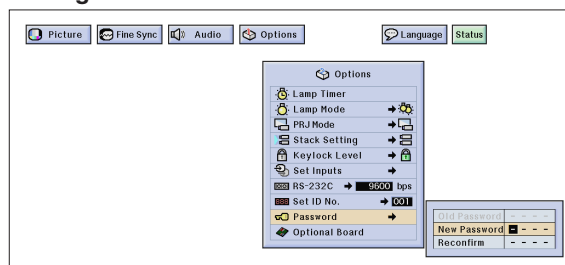 Picture Fine Sync Audio Options Language Status
Options
Lamp Timer
Lamp Mode
PRJ Mode
Stack Setting
Keylock Level
Set Inputs
RS-232C 9600 bps
Set ID No. 001
Password
Optional Board
Old Password - - - -
New Password - - - -
Reconfirm - - - -